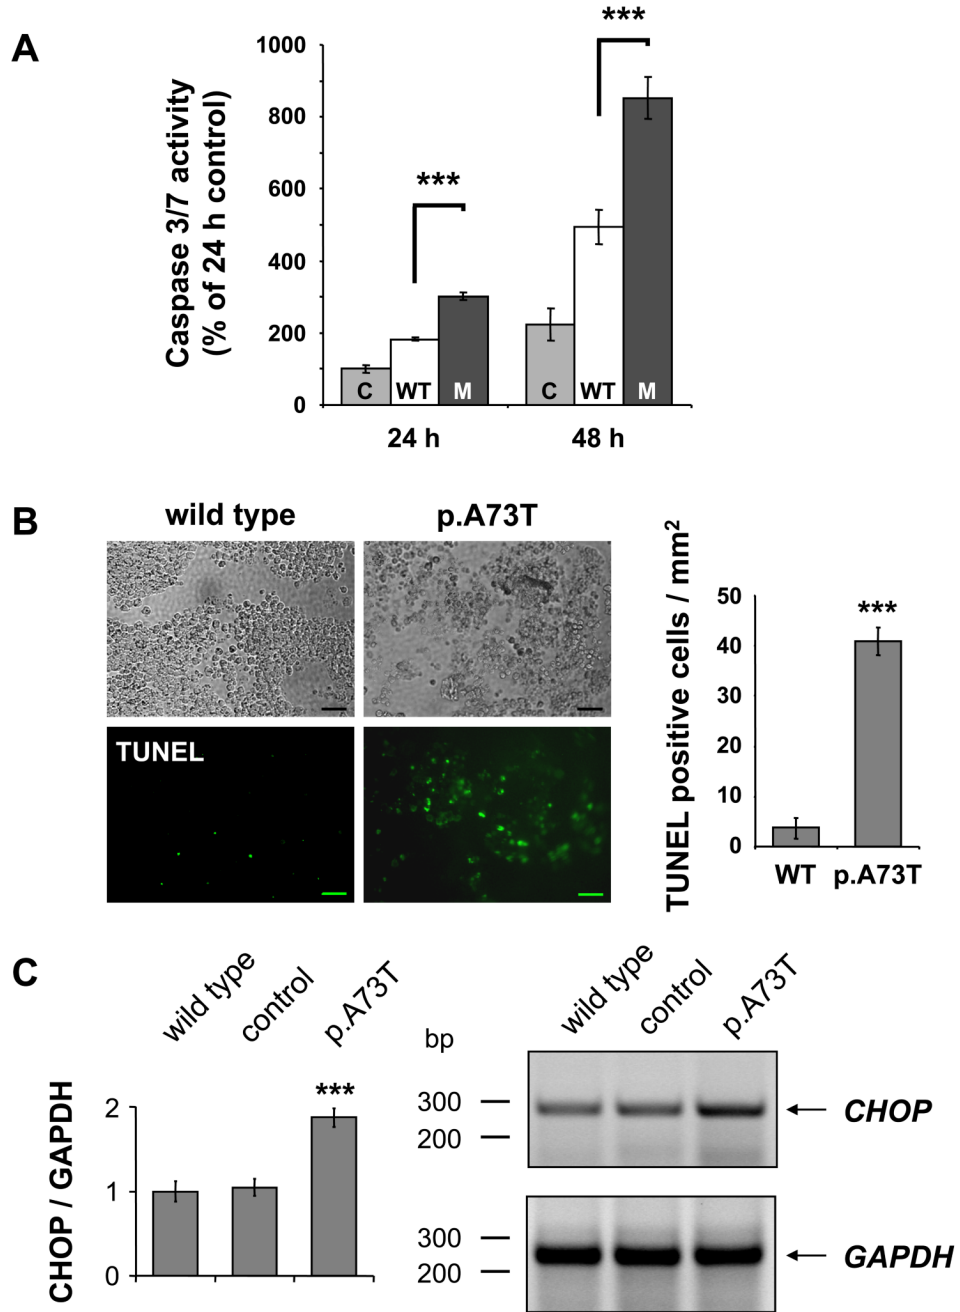 A
Caspase 3/7 activity
(% of 24 h control)
1000
800
600
400
200
0
***
***
C WT M
C WT M
24 h 48 h
B
wild type p.A73T
TUNEL
TUNEL positive cells / mm²
50
40
30
20
10
0
***
WT p.A73T
C
wild type control p.A73T
CHOP / GAPDH
2
1
0
***
wild type control p.A73T
bp
300
200
CHOP
300
200
GAPDH